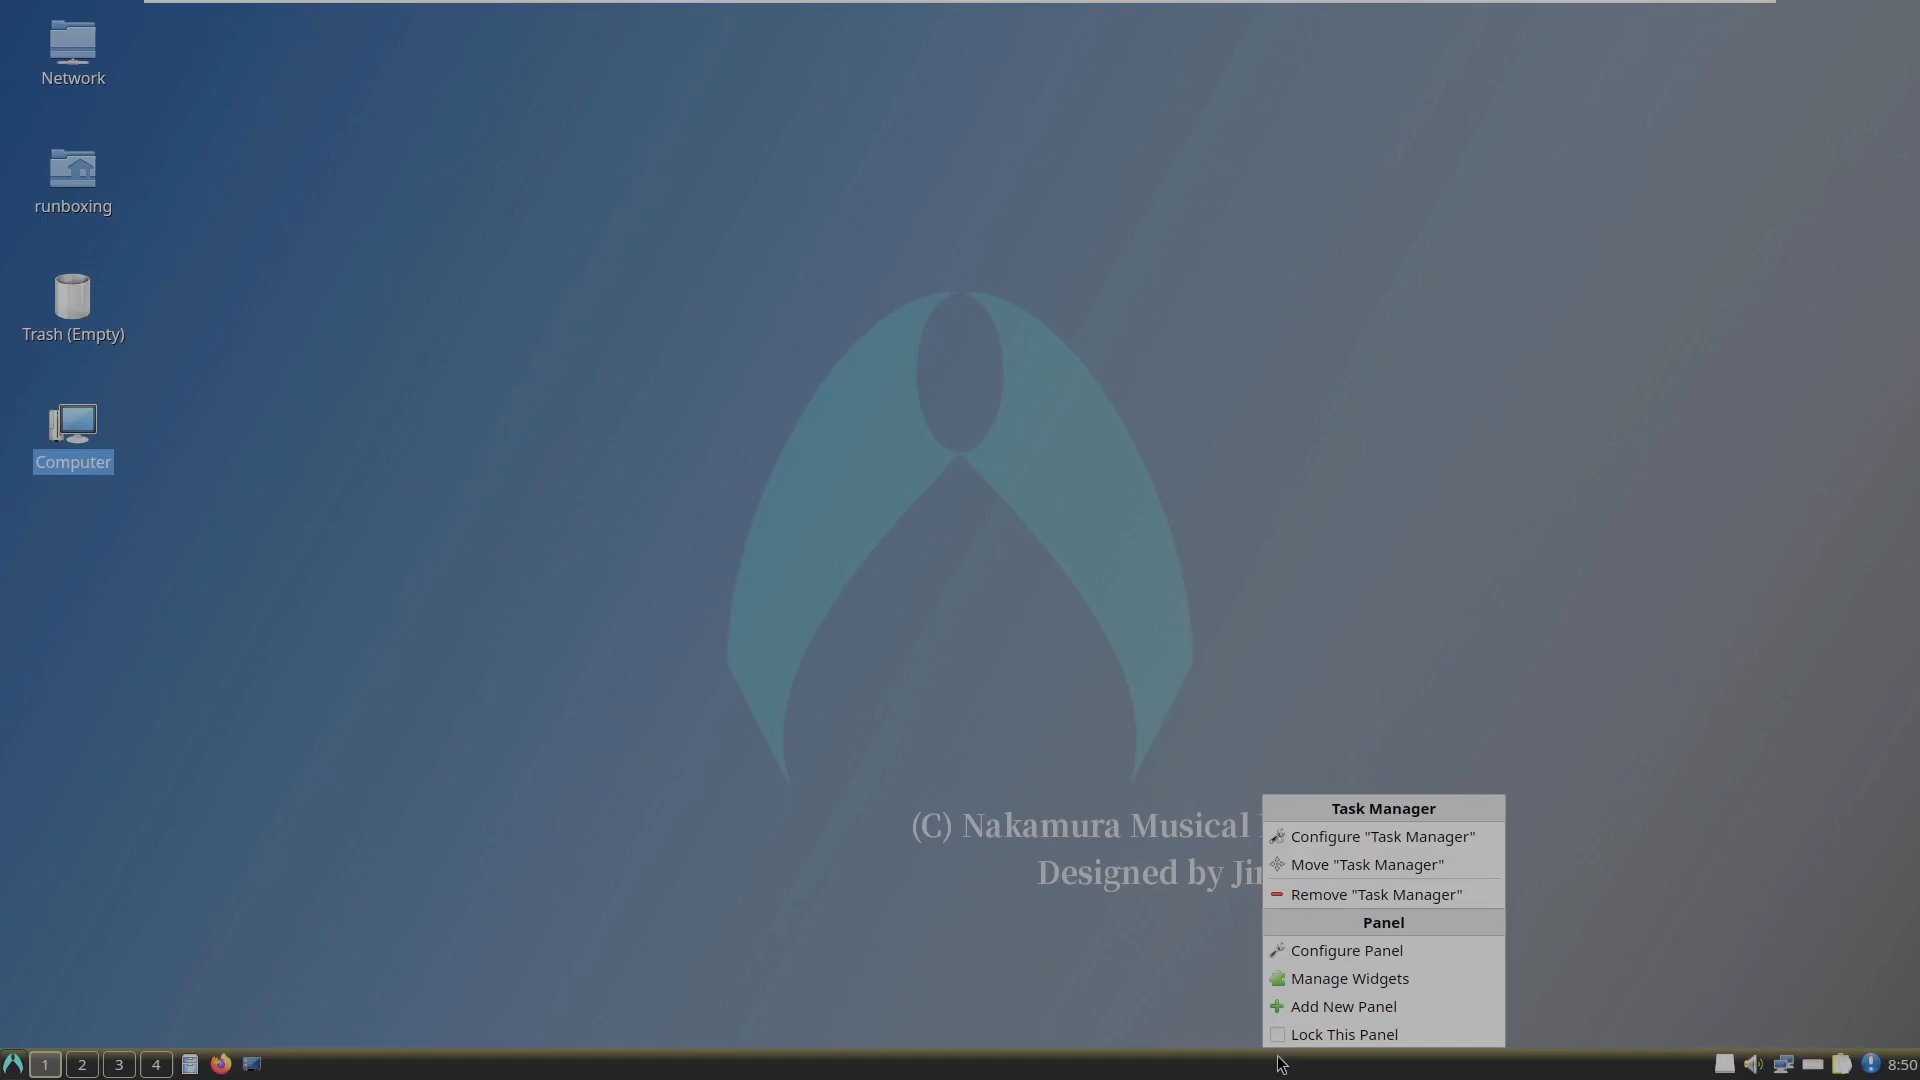 Network
runboxing
Trash (Empty)
Computer
(C) Nakamura Musical
Designed by
Task Manager
Configure "Task Manager"
Move "Task Manager"
Remove "Task Manager"
Panel
Configure Panel
Manage Widgets
Add New Panel
Lock This Panel
1 2 3 4 8:50